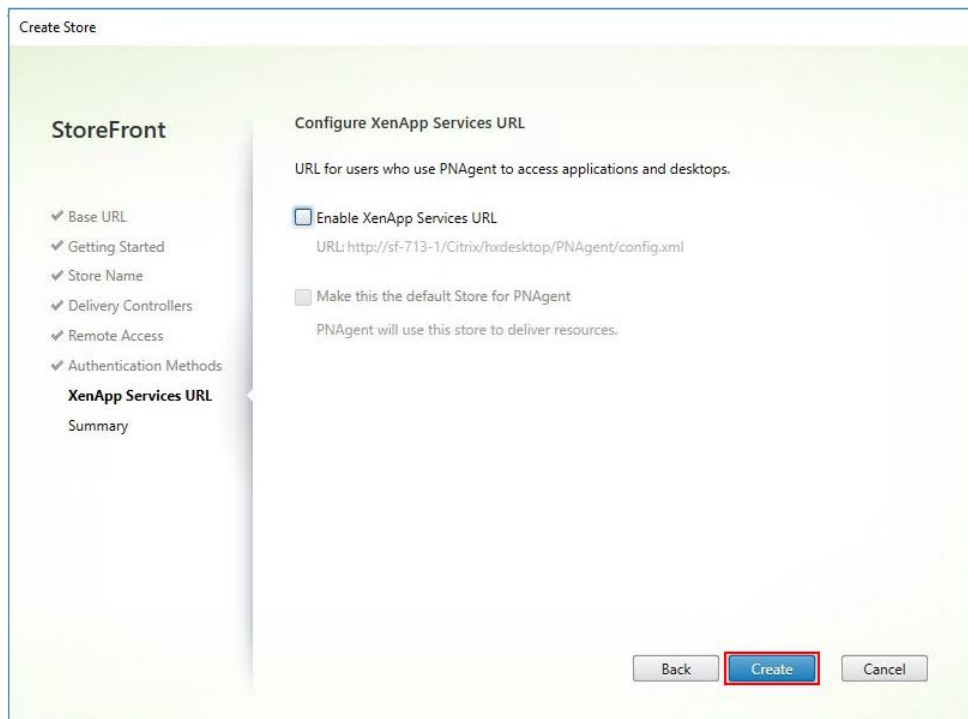 Create Store
StoreFront
Base URL
Getting Started
Store Name
Delivery Controllers
Remote Access
Authentication Methods
XenApp Services URL
Summary
Configure XenApp Services URL
URL for users who use PNAgent to access applications and desktops.
Enable XenApp Services URL
URL: http://sf-713-1/Citrix/hxdesktop/PNAgent/config.xml
Make this the default Store for PNAgent
PNAgent will use this store to deliver resources.
Back
Create
Cancel